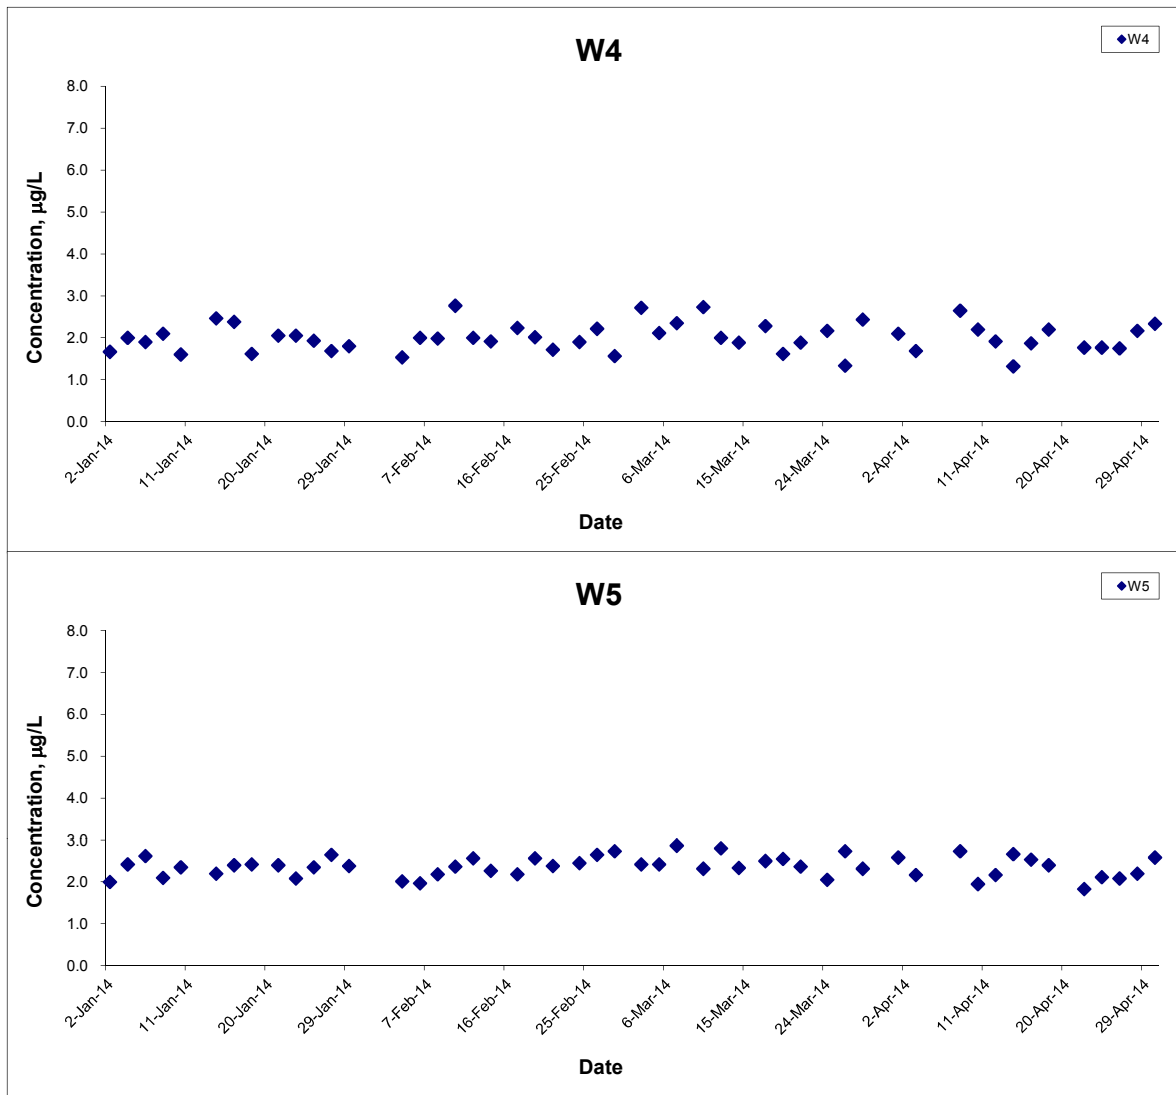 W4
W4
8.0
7.0
6.0
5.0
4.0
3.0
2.0
1.0
0.0
Concentration, µg/L
2-Jan-14
11-Jan-14
20-Jan-14
29-Jan-14
7-Feb-14
16-Feb-14
25-Feb-14
6-Mar-14
15-Mar-14
24-Mar-14
2-Apr-14
11-Apr-14
20-Apr-14
29-Apr-14
Date
W5
W5
8.0
7.0
6.0
5.0
4.0
3.0
2.0
1.0
0.0
Concentration, µg/L
2-Jan-14
11-Jan-14
20-Jan-14
29-Jan-14
7-Feb-14
16-Feb-14
25-Feb-14
6-Mar-14
15-Mar-14
24-Mar-14
2-Apr-14
11-Apr-14
20-Apr-14
29-Apr-14
Date